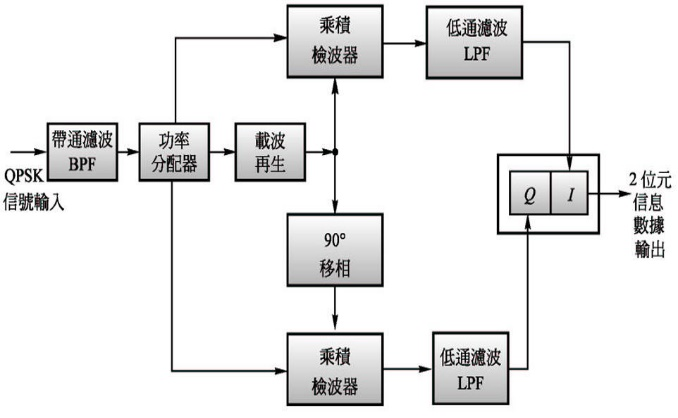 乘積
檢波器
低通濾波
LPF
帶通濾波
BPF
功率
分配器
載波
再生
QPSK
信號輸入
Q
I
2 位元
信息
數據
輸出
90°
移相
乘積
檢波器
低通濾波
LPF